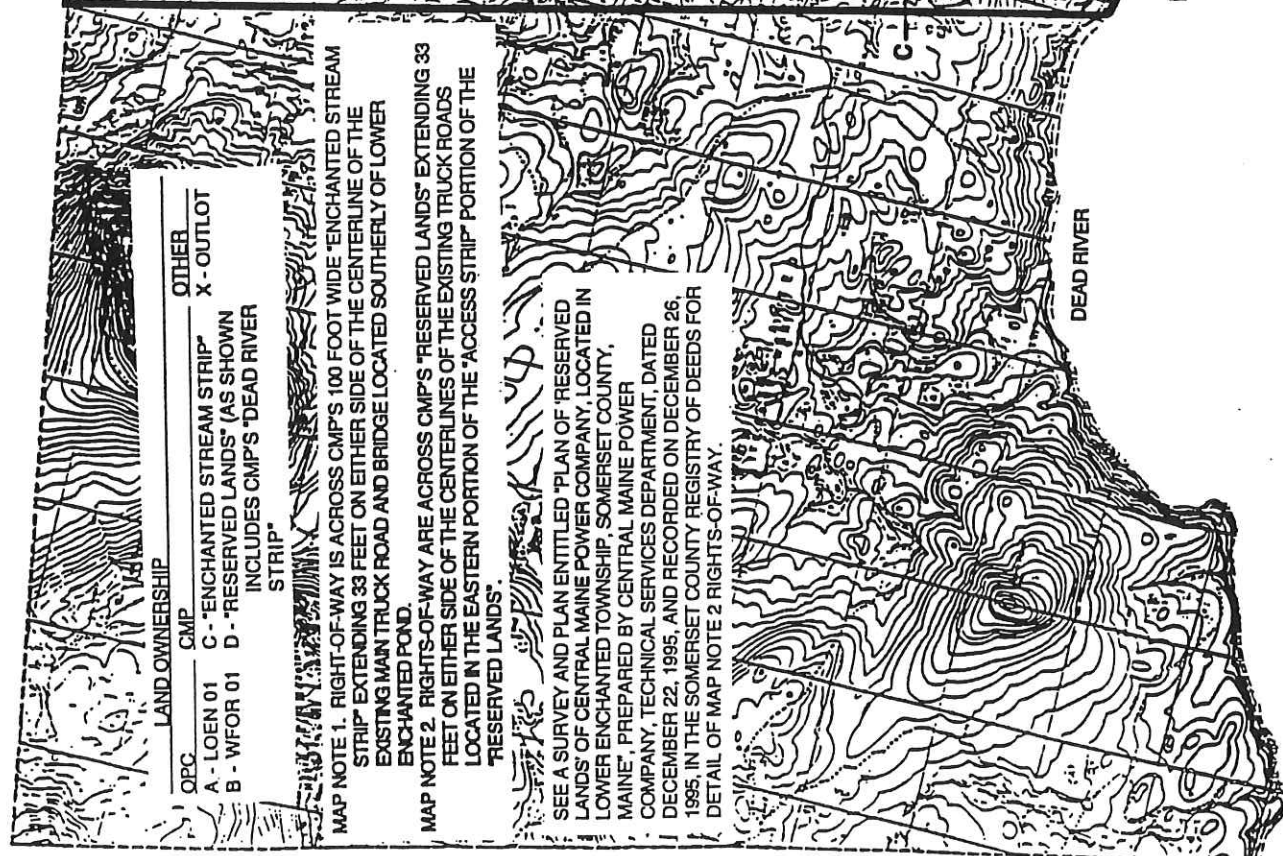 LAND OWNERSHIP
OPC CMP OTHER
A - LOEN 01 C - "ENCHANTED STREAM STRIP" X - OUTLOT
B - WFOR 01 D - "RESERVED LANDS" (AS SHOWN
INCLUDES CMP'S "DEAD RIVER
STRIP"
MAP NOTE 1. RIGHT-OF-WAY IS ACROSS CMP'S 100 FOOT WIDE "ENCHANTED STREAM
STRIP" EXTENDING 33 FEET ON EITHER SIDE OF THE CENTERLINE OF THE
EXISTING MAIN TRUCK ROAD AND BRIDGE LOCATED SOUTHERLY OF LOWER
ENCHANTED POND.
MAP NOTE 2. RIGHTS-OF-WAY ARE ACROSS CMP'S "RESERVED LANDS" EXTENDING 33
FEET ON EITHER SIDE OF THE CENTERLINES OF THE EXISTING TRUCK ROADS
LOCATED IN THE EASTERN PORTION OF THE "ACCESS STRIP" PORTION OF THE
"RESERVED LANDS".
SEE A SURVEY AND PLAN ENTITLED "PLAN OF 'RESERVED
LANDS' OF CENTRAL MAINE POWER COMPANY, LOCATED IN
LOWER ENCHANTED TOWNSHIP, SOMERSET COUNTY,
MAINE", PREPARED BY CENTRAL MAINE POWER
COMPANY, TECHNICAL SERVICES DEPARTMENT, DATED
DECEMBER 22, 1995, AND RECORDED ON DECEMBER 26,
1995, IN THE SOMERSET COUNTY REGISTRY OF DEEDS FOR
DETAIL OF MAP NOTE 2 RIGHTS-OF-WAY.
C
DEAD RIVER